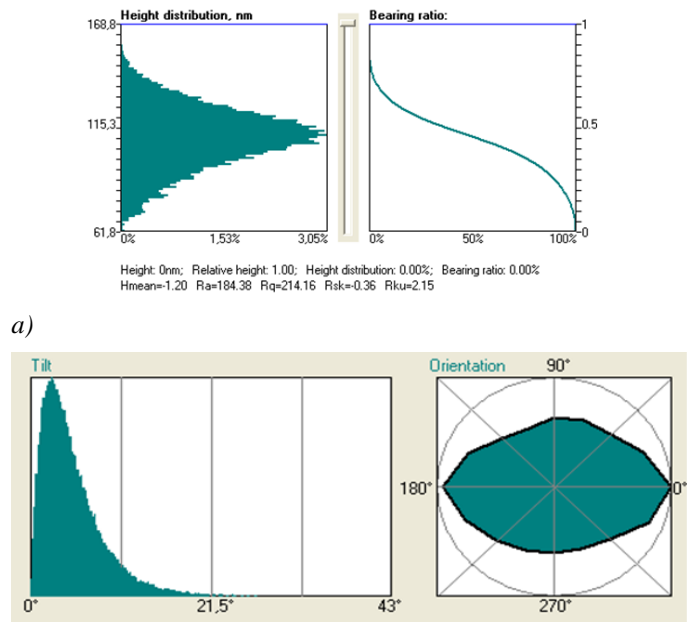 Height distribution, nm
Bearing ratio:
168,8
1
115,3
0.5
61,8
0
0%
1,53%
3,05%
0%
50%
100%
Height: 0nm; Relative height: 1.00; Height distribution: 0.00%; Bearing ratio: 0.00%
Hmean=-1.20 Ra=184.38 Rq=214.16 Rsk=-0.36 Rku=2.15
a)
Tilt
Orientation
90°
180°
0°
0°
21,5°
43°
270°